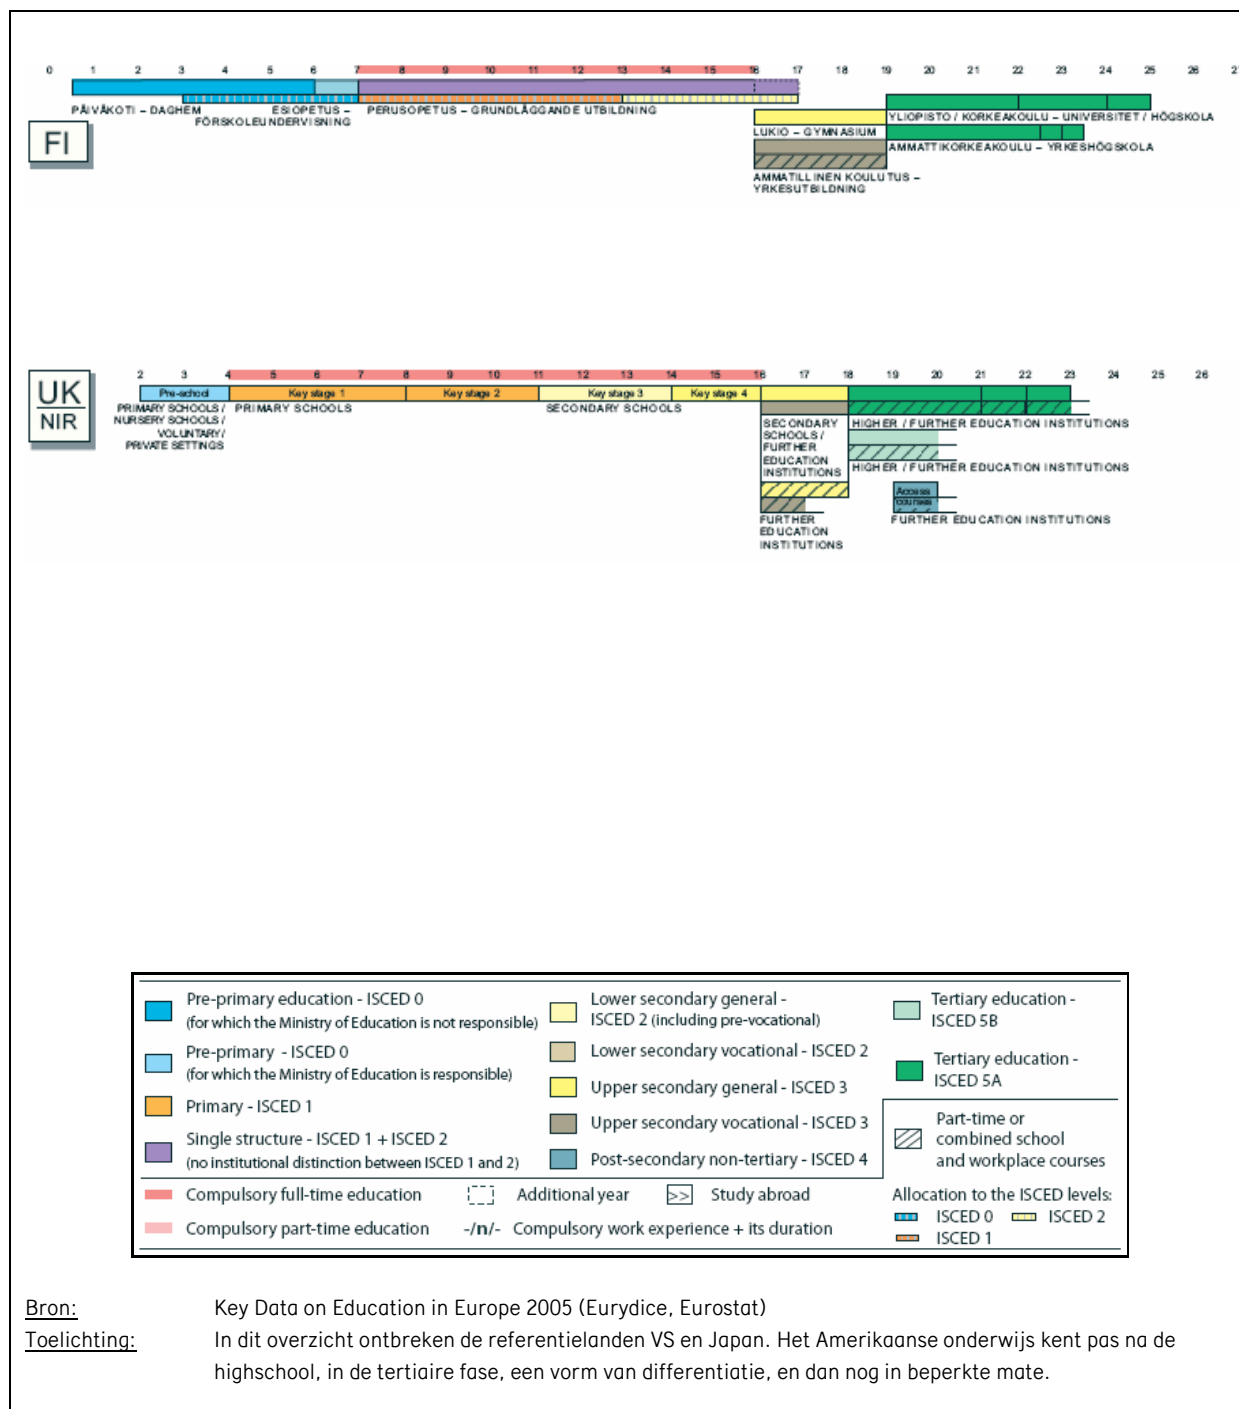 0 1 2 3 4 5 6 7 8 9 10 11 12 13 14 15 16 17 18 19 20 21 22 23 24 25 26 27
PÄIVÄKOTI – DAGHEM
ESIOPETUS –
FÖRSKOLEUNDERVISNING
PERUSOPETUS – GRUNDLÄGGANDE UTBILDNING
YLIOPISTO / KORKEAKOULU – UNIVERSITET / HÖGSKOLA
FI
LUKIO – GYMNASIUM
AMMATTIKORKEAKOULU – YRKESHÖGSKOLA
AMMATILLINEN KOULUTUS –
YRKESUTBILDNING
UK
NIR
2 3 4 5 6 7 8 9 10 11 12 13 14 15 16 17 18 19 20 21 22 23 24 25 26
Pre-school Key stage 1 Key stage 2 Key stage 3 Key stage 4
PRIMARY SCHOOLS /
NURSERY SCHOOLS /
VOLUNTARY/
PRIVATE SETTINGS
PRIMARY SCHOOLS
SECONDARY SCHOOLS
SECONDARY
SCHOOLS /
FURTHER
EDUCATION
INSTITUTIONS
HIGHER / FURTHER EDUCATION INSTITUTIONS
HIGHER / FURTHER EDUCATION INSTITUTIONS
Access
courses
FURTHER
EDUCATION
INSTITUTIONS
FURTHER EDUCATION INSTITUTIONS
Pre-primary education - ISCED 0
(for which the Ministry of Education is not responsible)
Pre-primary - ISCED 0
(for which the Ministry of Education is responsible)
Primary - ISCED 1
Single structure - ISCED 1 + ISCED 2
(no institutional distinction between ISCED 1 and 2)
Lower secondary general -
ISCED 2 (including pre-vocational)
Lower secondary vocational - ISCED 2
Upper secondary general - ISCED 3
Upper secondary vocational - ISCED 3
Post-secondary non-tertiary - ISCED 4
Tertiary education -
ISCED 5B
Tertiary education -
ISCED 5A
Part-time or
combined school
and workplace courses
Compulsory full-time education
Additional year
>> Study abroad
Compulsory part-time education
-/n/- Compulsory work experience + its duration
Allocation to the ISCED levels:
ISCED 0 ISCED 2
ISCED 1
Bron: Key Data on Education in Europe 2005 (Eurydice, Eurostat)
Toelichting: In dit overzicht ontbreken de referentielanden VS en Japan. Het Amerikaanse onderwijs kent pas na de
highschool, in de tertiaire fase, een vorm van differentiatie, en dan nog in beperkte mate.